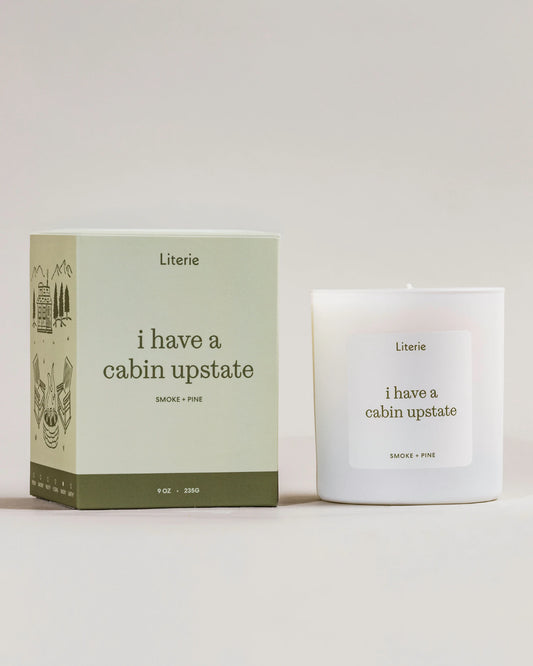 Literie
i have a
cabin upstate
SMOKE + PINE
9 OZ • 235G
Literie
i have a
cabin upstate
SMOKE + PINE